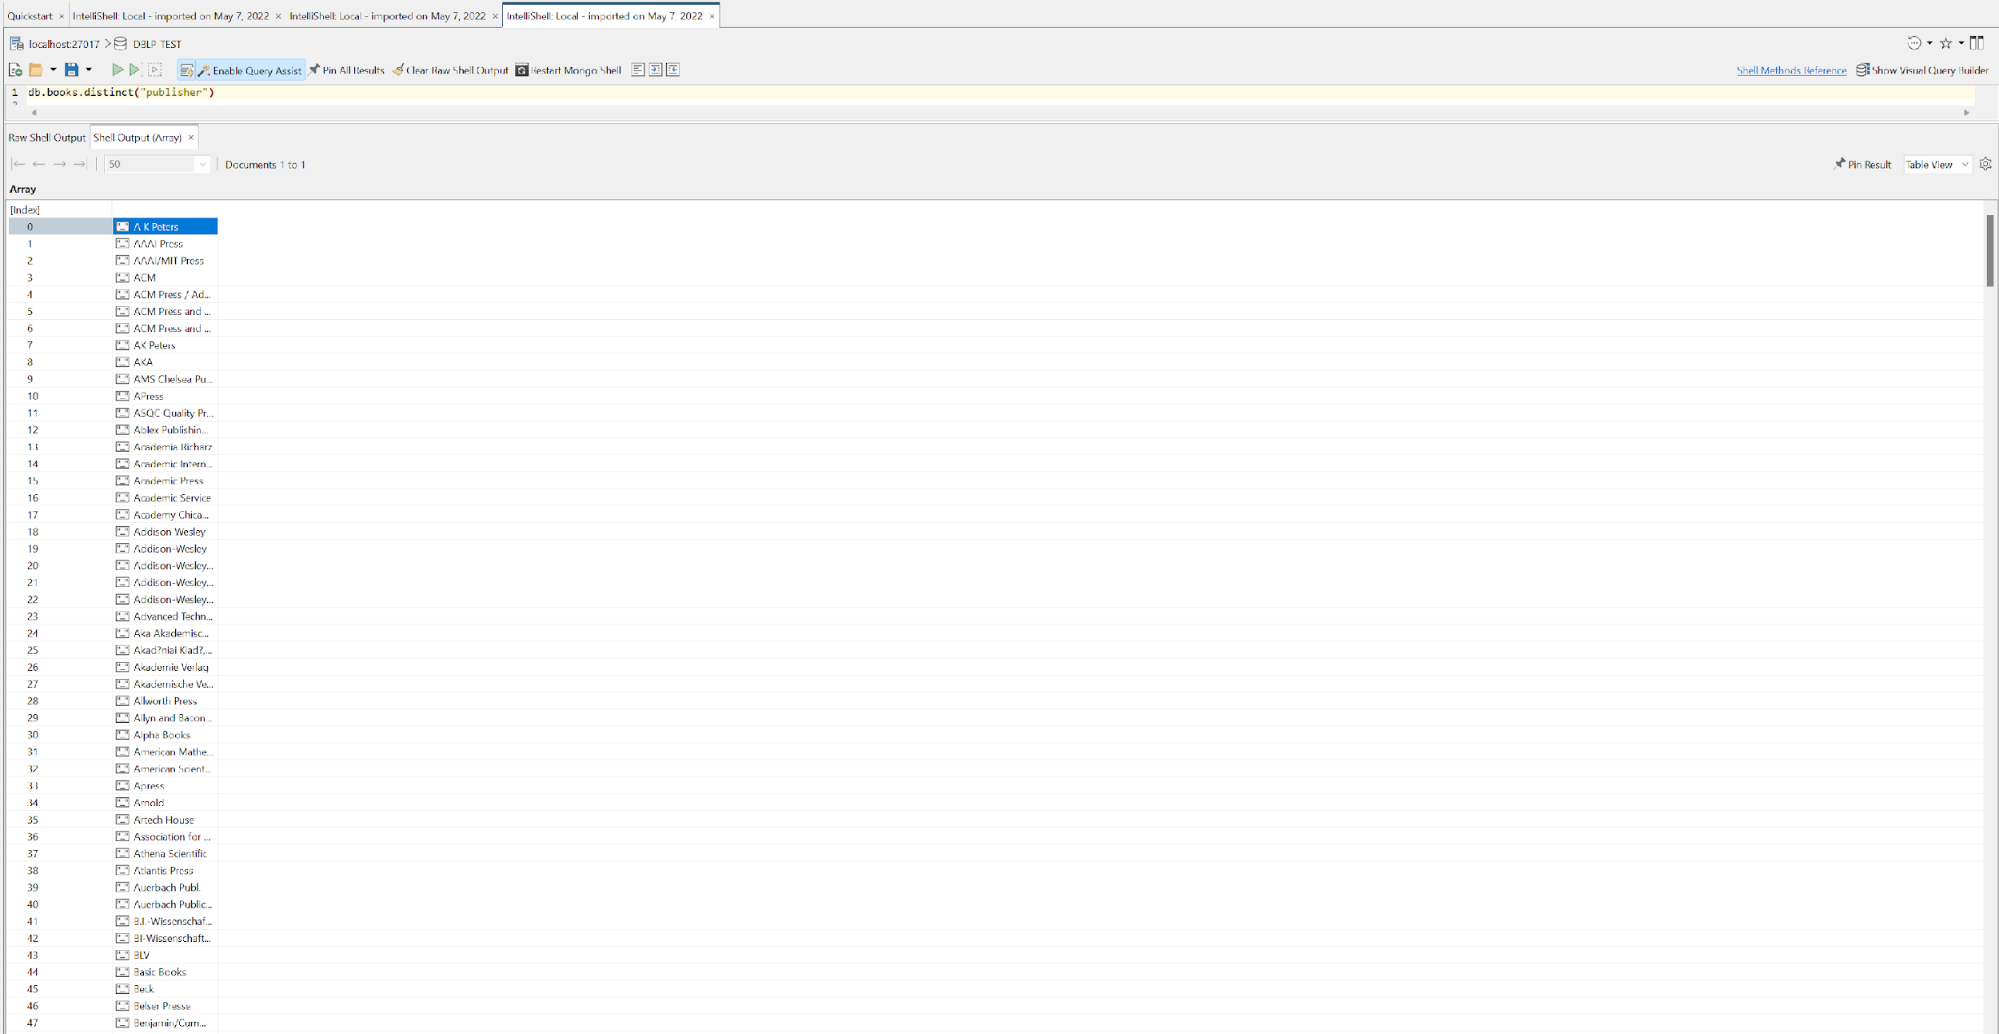 Quickstart × IntelliShell: Local - imported on May 7, 2022 × IntelliShell: Local - imported on May 7, 2022 × IntelliShell: Local - imported on May 7, 2022 ×
localhost:27017 > DBLP TEST
Enable Query Assist Pin All Results Clear Raw Shell Output Restart Mongo Shell Shell Methods Reference Show Visual Query Builder
1 db.books.distinct("publisher")
2
Raw Shell Output Shell Output (Array) ×
50 Documents 1 to 1 Pin Result Table View
Array
[Index]
0 A K Peters
1 AAAI Press
2 AAAI/MIT Press
3 ACM
4 ACM Press / Ad...
5 ACM Press and ...
6 ACM Press and ...
7 AK Peters
8 AKA
9 AMS Chelsea Pu...
10 APress
11 ASQC Quality Pr...
12 Ablex Publishin...
13 Academia Richarz
14 Academic Intern...
15 Academic Press
16 Academic Service
17 Academy Chica...
18 Addison Wesley
19 Addison-Wesley
20 Addison-Wesley...
21 Addison-Wesley...
22 Addison-Wesley...
23 Advanced Techn...
24 Aka Akademisc...
25 Akad?niai Kiad?,...
26 Akademie Verlag
27 Akademische Ve...
28 Allworth Press
29 Allyn and Bacon...
30 Alpha Books
31 American Mathe...
32 American Scient...
33 Apress
34 Arnold
35 Artech House
36 Association for ...
37 Athena Scientific
38 Atlantis Press
39 Auerbach Publ.
40 Auerbach Public...
41 B.I.-Wissenschaf...
42 BI-Wissenschaft...
43 BLV
44 Basic Books
45 Beck
46 Belser Presse
47 Benjamin/Cum...